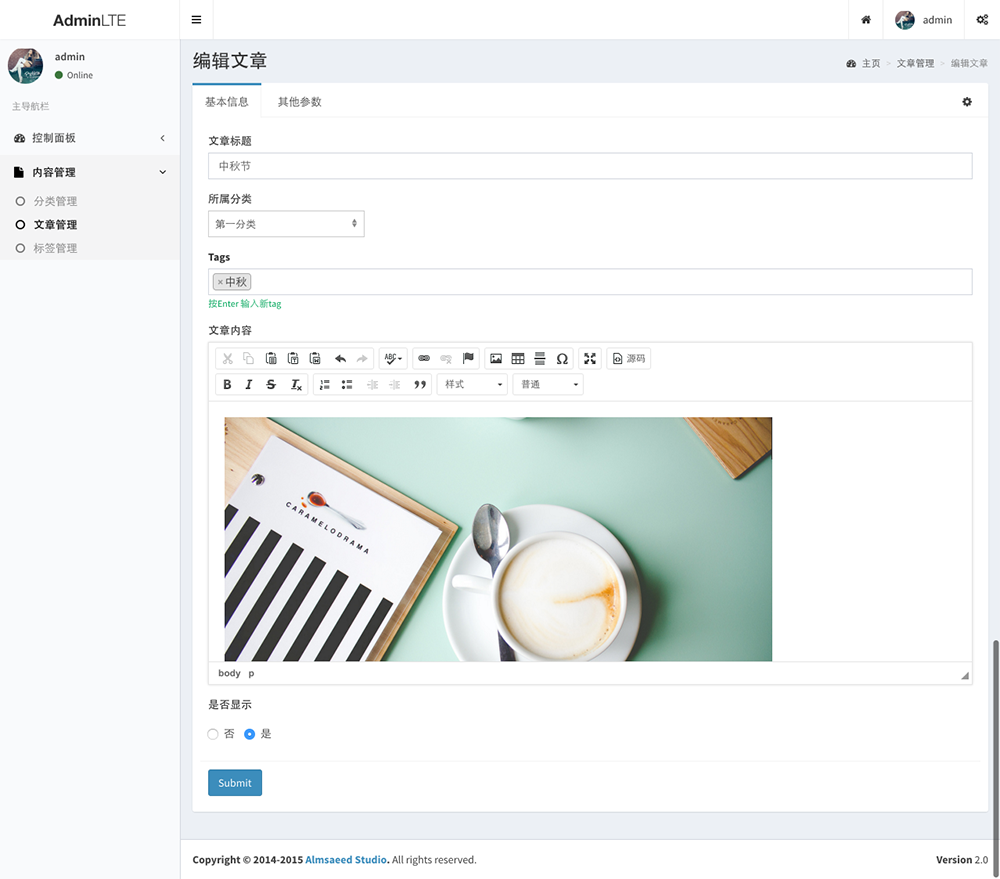 AdminLTE
admin
admin
Online
主导航栏
控制面板
内容管理
分类管理
文章管理
标签管理
编辑文章
主页 > 文章管理 > 编辑文章
基本信息 其他参数
文章标题
中秋节
所属分类
第一分类
Tags
×中秋
按Enter 输入新tag
文章内容
ABC
Ω
源码
B I S Tx
样式 普通
CARAMELODRAMA
body p
是否显示
否 是
Submit
Copyright © 2014-2015 Almsaeed Studio. All rights reserved.
Version 2.0